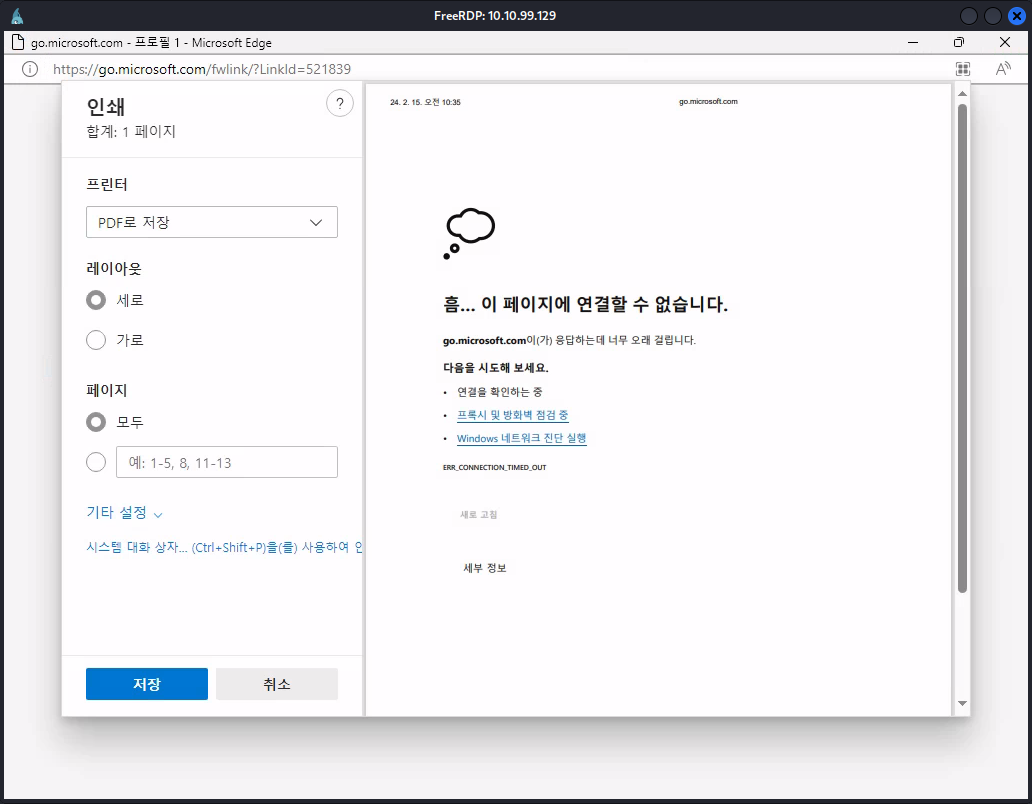 FreeRDP: 10.10.99.129
go.microsoft.com - 프로필 1 - Microsoft Edge
https://go.microsoft.com/fwlink/?LinkId=521839
인쇄
?
합계: 1 페이지
프린터
PDF로 저장
레이아웃
세로
가로
페이지
모두
예: 1-5, 8, 11-13
기타 설정
시스템 대화 상자... (Ctrl+Shift+P)을(를) 사용하여 인
저장
취소
24. 2. 15. 오전 10:35
go.microsoft.com
흠... 이 페이지에 연결할 수 없습니다.
go.microsoft.com이(가) 응답하는데 너무 오래 걸립니다.
다음을 시도해 보세요.
• 연결을 확인하는 중
• 프록시 및 방화벽 점검 중
• Windows 네트워크 진단 실행
ERR_CONNECTION_TIMED_OUT
새로 고침
세부 정보